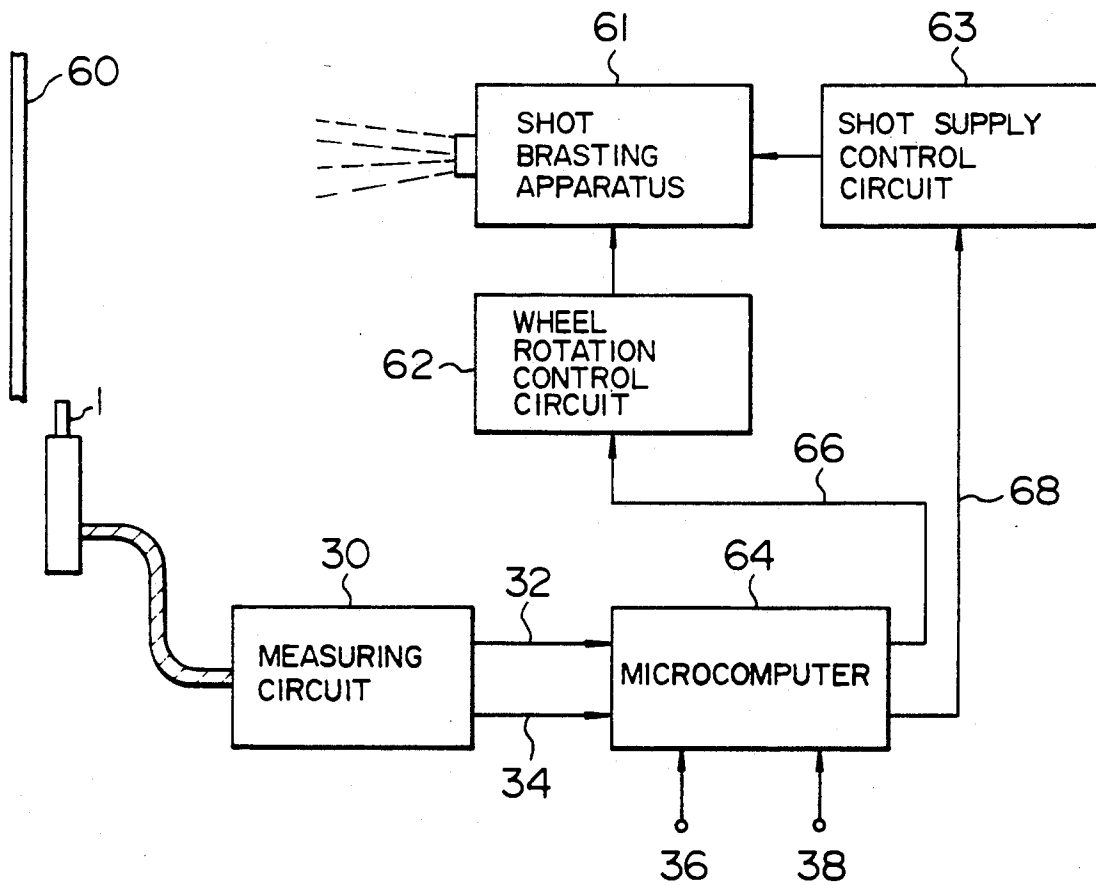 61
63
60
SHOT
BRASTING
APPARATUS
SHOT SUPPLY
CONTROL
CIRCUIT
62
WHEEL
ROTATION
CONTROL
CIRCUIT
1
66
68
30
32
64
MEASURING
CIRCUIT
MICROCOMPUTER
34
36
38